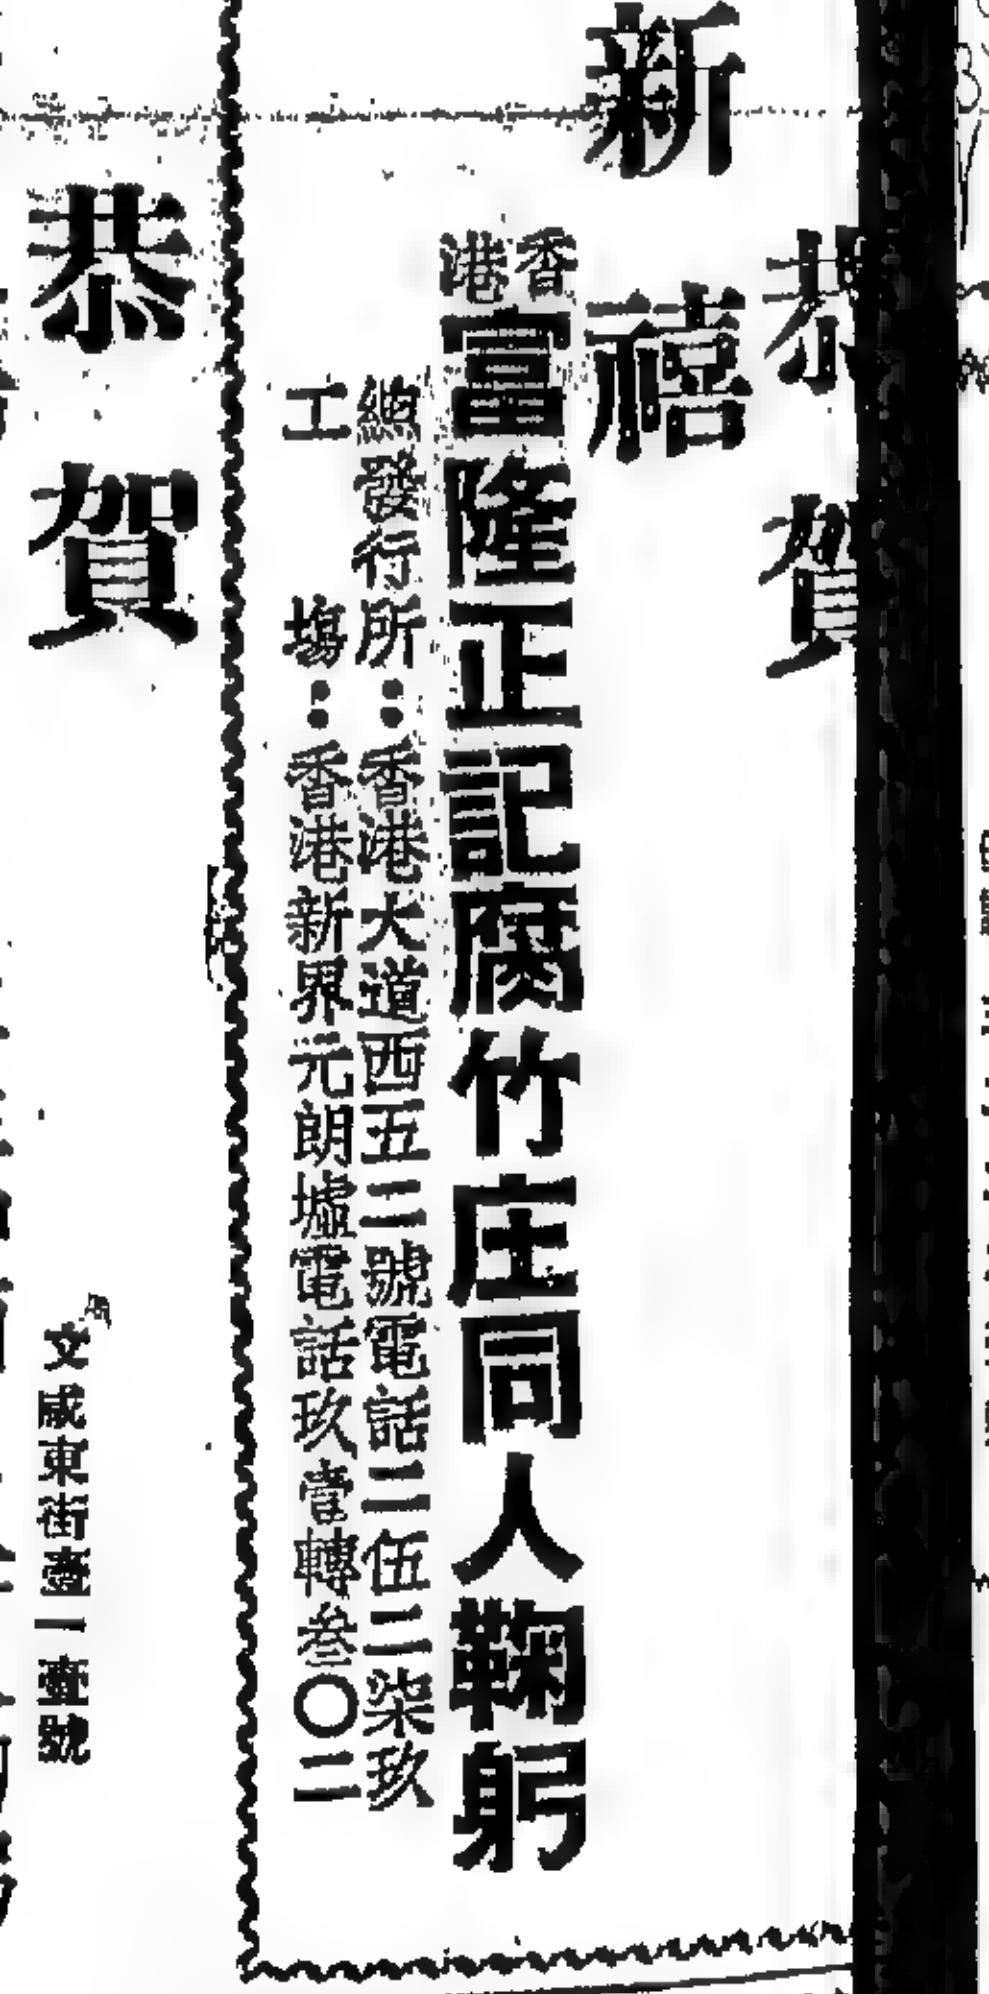 恭賀
新禧
香港
富隆正記腐竹庄同人鞠躬
總發行所：香港大道西五二號電話二伍二柒玖
工場：香港新界元朗墟電話玖壹轉叁〇二
恭賀
文咸東街壹一壹號